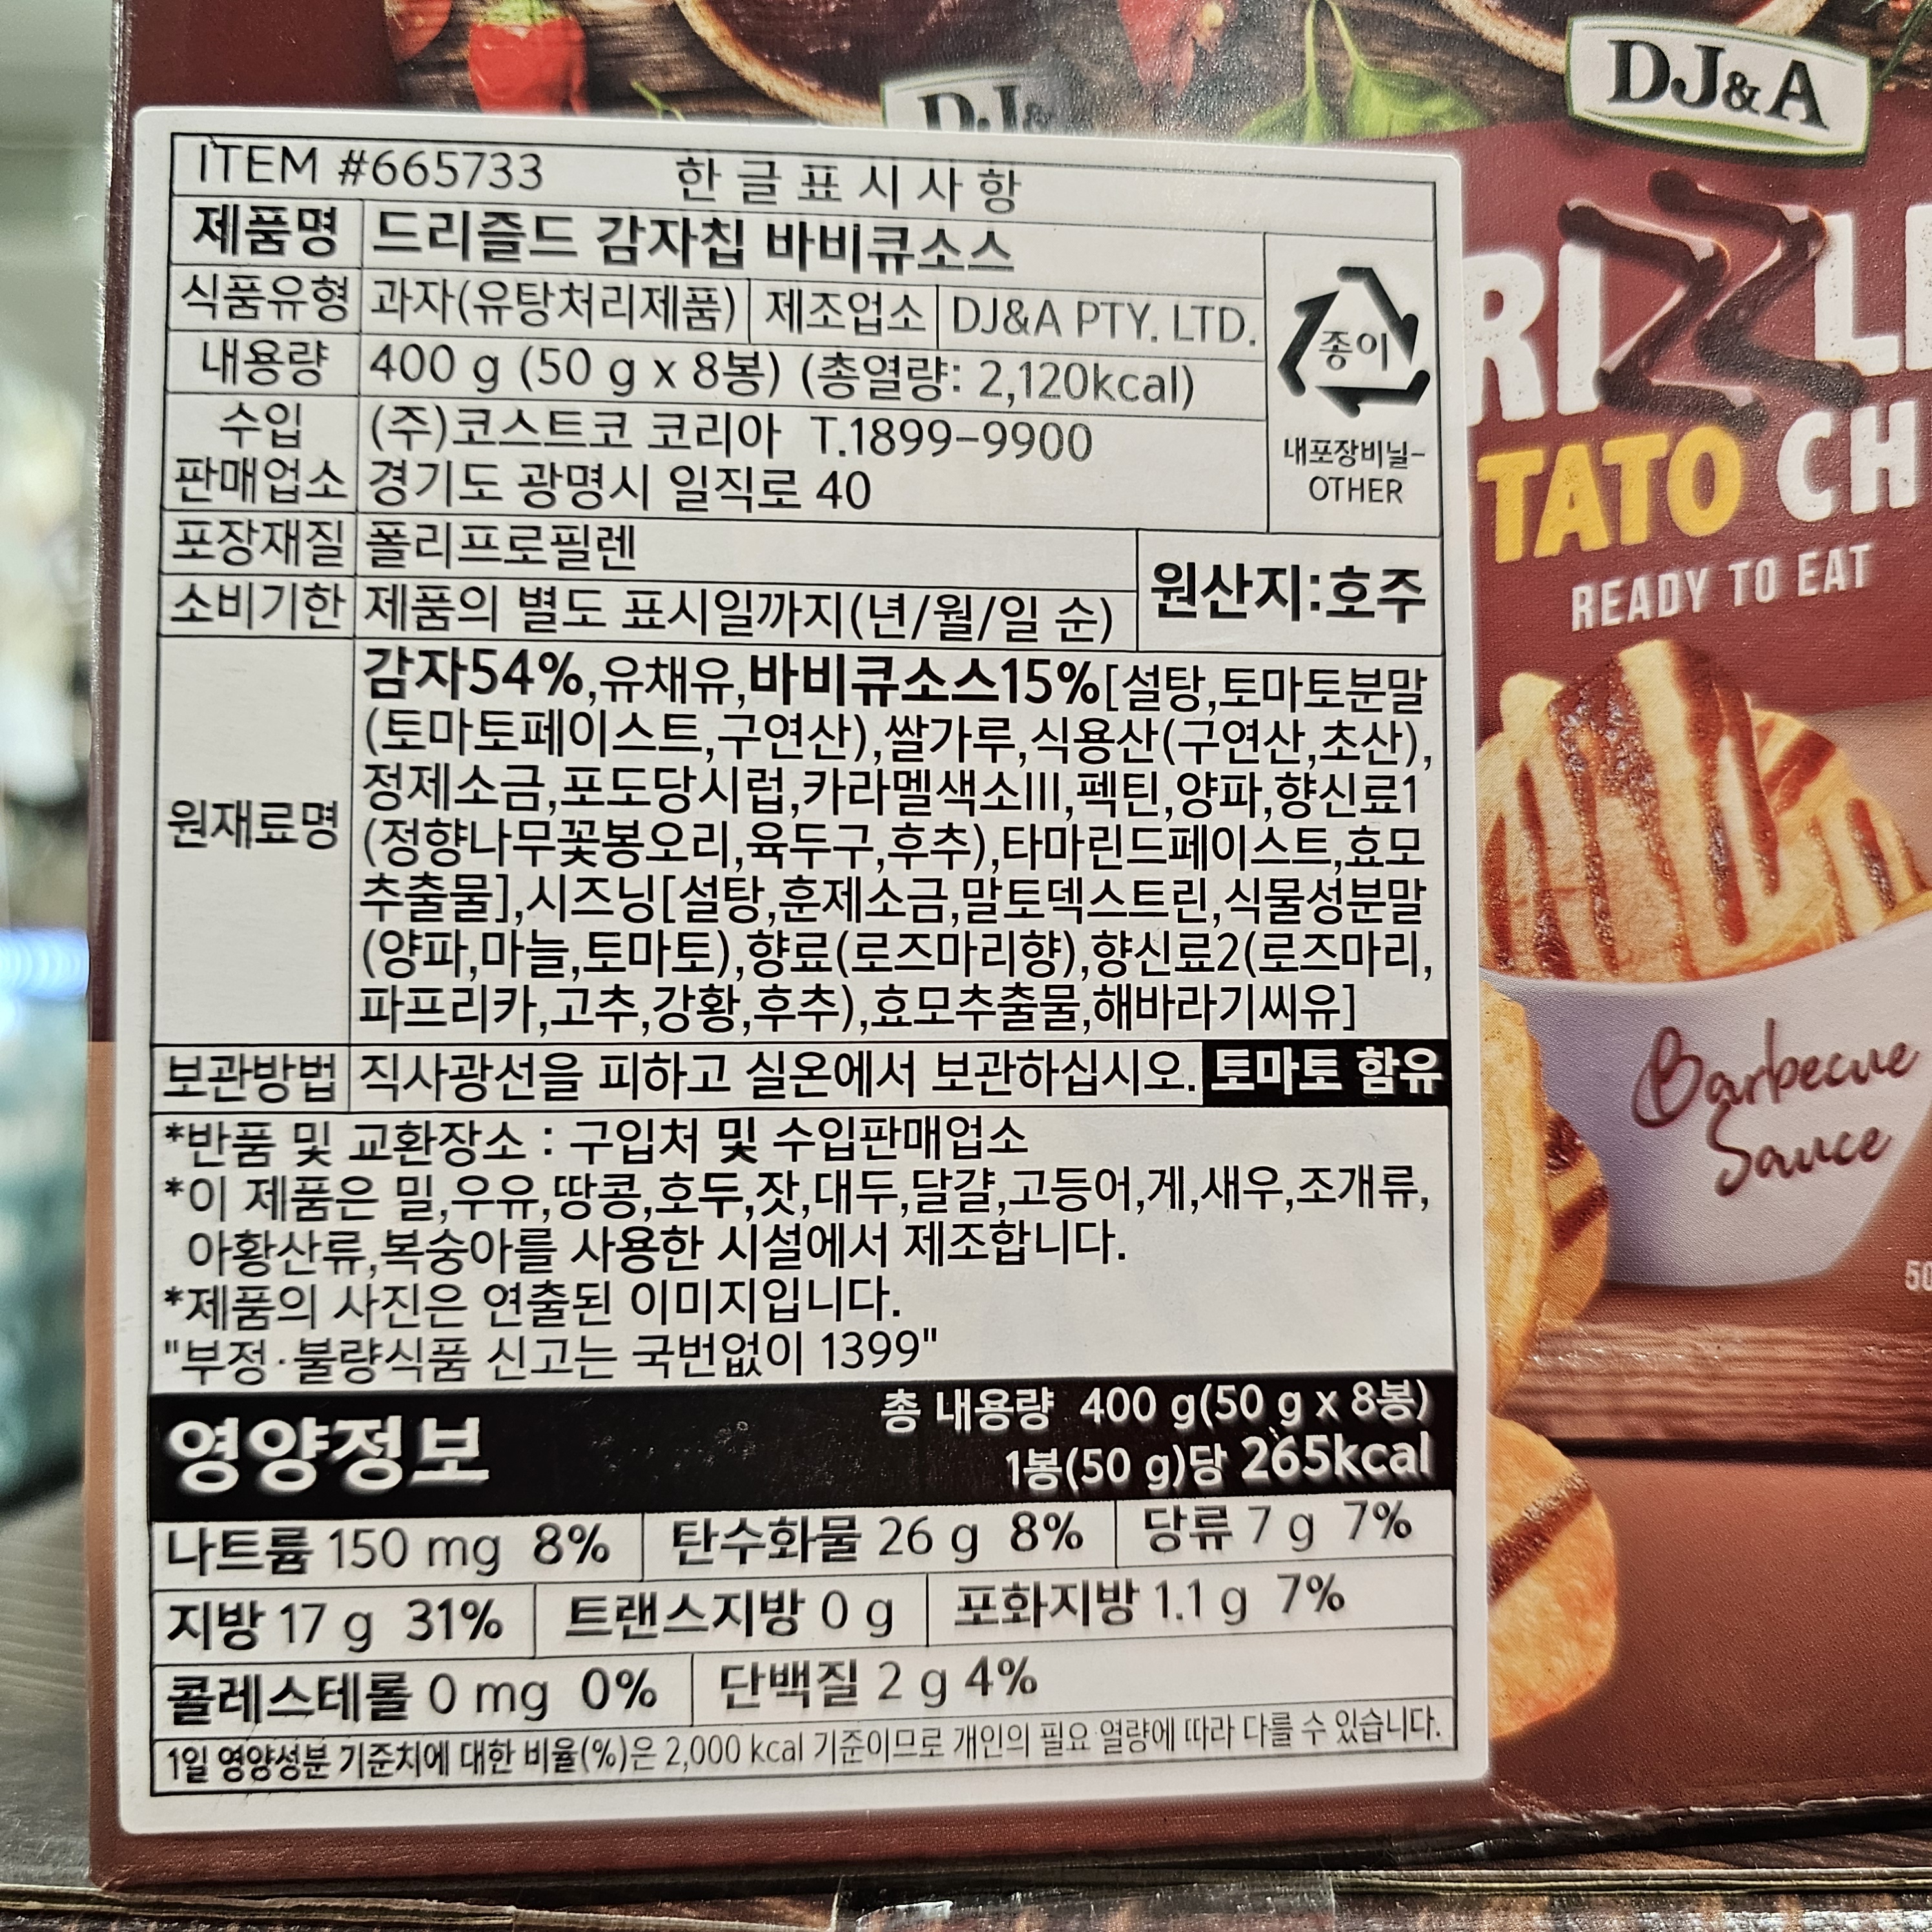 DJ&A
DJ&
ITEM #665733 한글표시사항
제품명 드리즐드 감자칩 바비큐소스
식품유형 과자(유탕처리제품) 제조업소 DJ&A PTY. LTD.
종이
내용량 400 g (50 g x 8봉) (총열량: 2,120kcal)
수입 (주)코스트코 코리아 T.1899-9900
판매업소 경기도 광명시 일직로 40
내포장비닐-
OTHER
포장재질 폴리프로필렌
원산지:호주
소비기한 제품의 별도 표시일까지(년/월/일 순)
원재료명
감자54%,유채유,바비큐소스15%[설탕,토마토분말
(토마토페이스트,구연산),쌀가루,식용산(구연산,초산),
정제소금,포도당시럽,카라멜색소III,펙틴,양파,향신료1
(정향나무꽃봉오리,육두구,후추),타마린드페이스트,효모
추출물],시즈닝[설탕,훈제소금,말토덱스트린,식물성분말
(양파,마늘,토마토),향료(로즈마리향),향신료2(로즈마리,
파프리카,고추,강황,후추),효모추출물,해바라기씨유]
보관방법 직사광선을 피하고 실온에서 보관하십시오. 토마토 함유
*반품 및 교환장소 : 구입처 및 수입판매업소
*이 제품은 밀,우유,땅콩,호두,잣,대두,달걀,고등어,게,새우,조개류,
아황산류,복숭아를 사용한 시설에서 제조합니다.
*제품의 사진은 연출된 이미지입니다.
"부정·불량식품 신고는 국번없이 1399"
영양정보
총 내용량 400 g(50 g x 8봉)
1봉(50 g)당 265kcal
나트륨 150 mg 8% 탄수화물 26 g 8% 당류 7 g 7%
지방 17 g 31% 트랜스지방 0 g 포화지방 1.1 g 7%
콜레스테롤 0 mg 0% 단백질 2 g 4%
1일 영양성분 기준치에 대한 비율(%)은 2,000 kcal 기준이므로 개인의 필요 열량에 따라 다를 수 있습니다.
RIZZL
TATO CH
READY TO EAT
Barbecue
Sauce